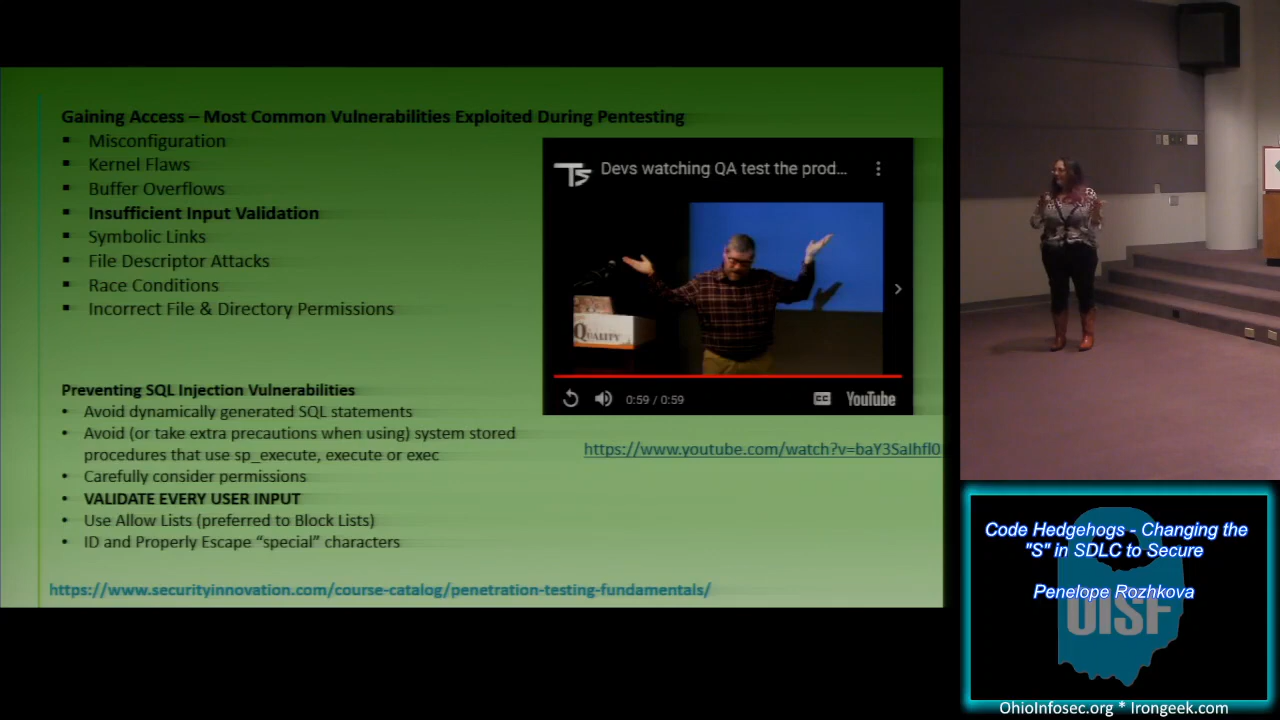 Gaining Access – Most Common Vulnerabilities Exploited During Pentesting
Misconfiguration
Kernel Flaws
Buffer Overflows
Insufficient Input Validation
Symbolic Links
File Descriptor Attacks
Race Conditions
Incorrect File & Directory Permissions
Ts Devs watching QA test the prod...
QUALITY
0:59 / 0:59
CC YouTube
https://www.youtube.com/watch?v=baY3SaIhfl0
Preventing SQL Injection Vulnerabilities
Avoid dynamically generated SQL statements
Avoid (or take extra precautions when using) system stored
procedures that use sp_execute, execute or exec
Carefully consider permissions
VALIDATE EVERY USER INPUT
Use Allow Lists (preferred to Block Lists)
ID and Properly Escape “special” characters
https://www.securityinnovation.com/course-catalog/penetration-testing-fundamentals/
Code Hedgehogs - Changing the
"S" in SDLC to Secure
Penelope Rozhkova
OISF
OhioInfosec.org * Irongeek.com